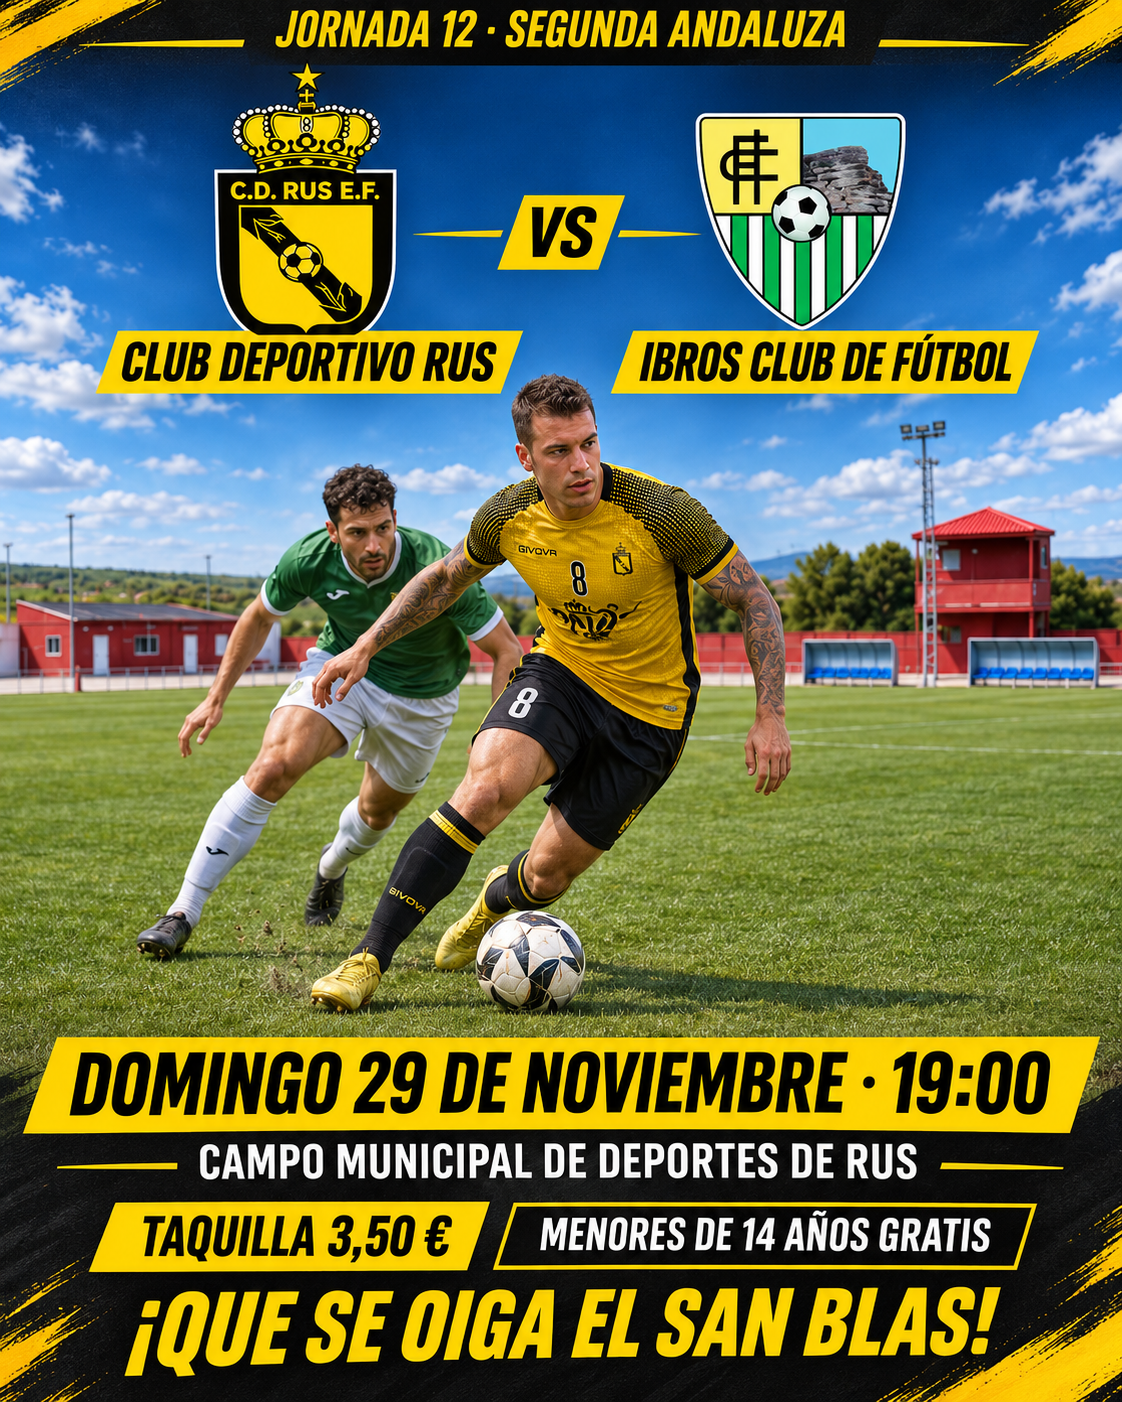 JORNADA 12 · SEGUNDA ANDALUZA
8
C.D. RUS E.F.
VS
CLUB DEPORTIVO RUS
IBROS CLUB DE FÚTBOL
GIVOVA
8
8
GIVOVA
DOMINGO 29 DE NOVIEMBRE · 19:00
CAMPO MUNICIPAL DE DEPORTES DE RUS
TAQUILLA 3,50 €
MENORES DE 14 AÑOS GRATIS
¡QUE SE OIGA EL SAN BLAS!